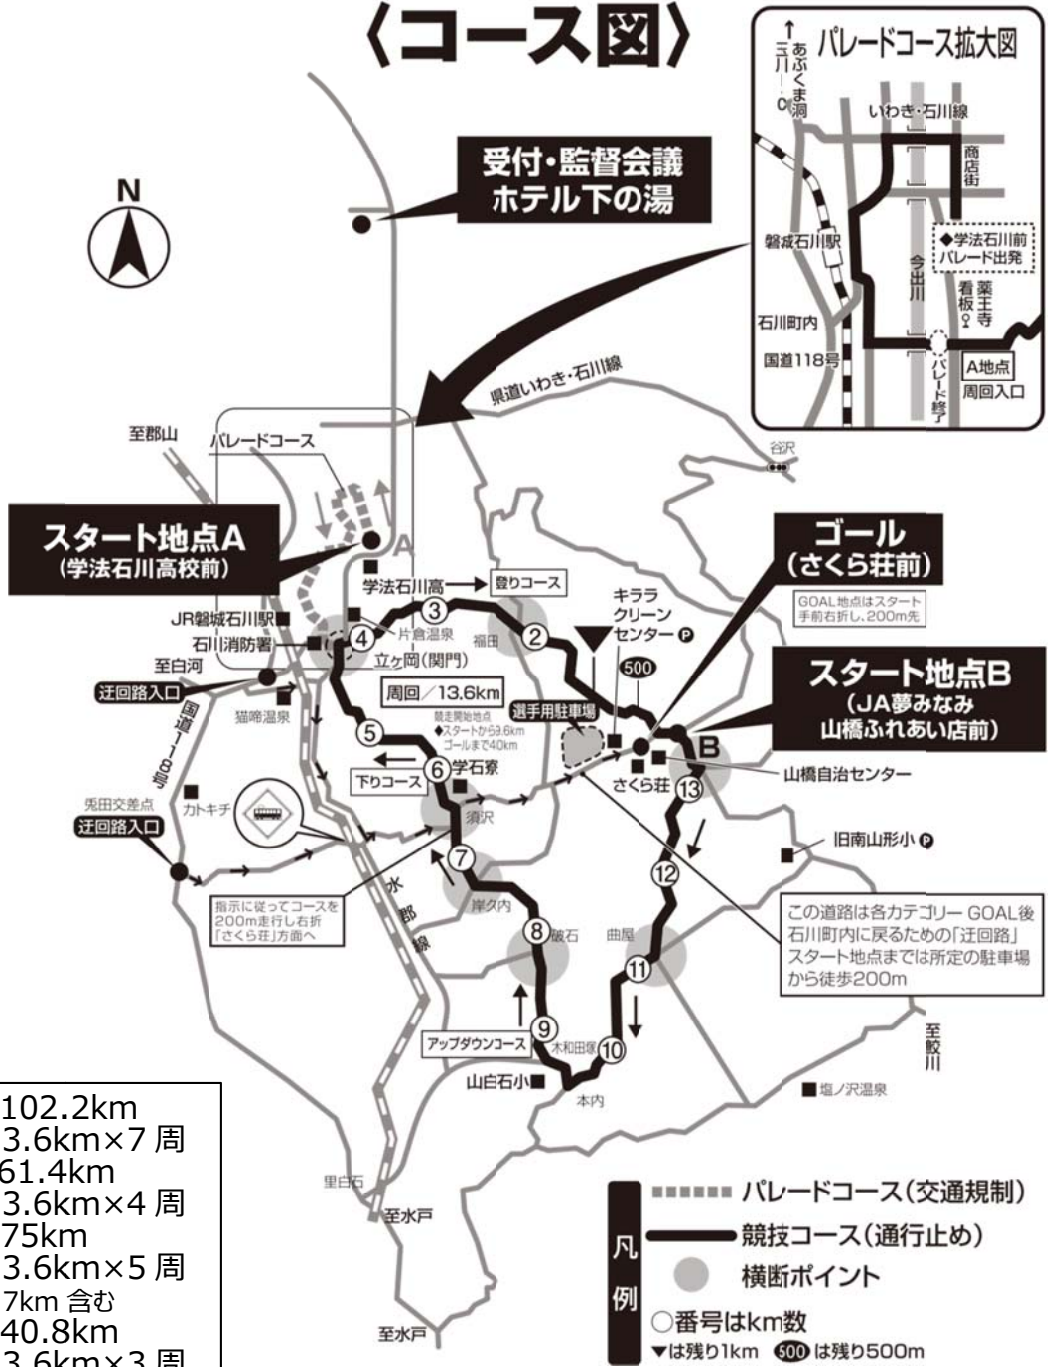 〈コース図〉
受付・監督会議
ホテル下の湯
N
パレードコース拡大図
↑玉川
あぶくま洞
いわき・石川線
商店街
磐城石川駅
◆学法石川前
パレード出発
今出川
薬王寺
看板
石川町内
国道118号
パレード終了
A地点
周回入口
県道いわき・石川線
至郡山
パレードコース
谷沢
スタート地点A
(学法石川高校前)
A
ゴール
(さくら荘前)
GOAL地点はスタート
手前右折し、200m先
学法石川高
登りコース
キララ
クリーン
センターP
JR磐城石川駅
石川消防署
片倉温泉
立ヶ岡(関門)
福田
③
④
②
500
至白河
迂回路入口
猫啼温泉
国道118号
周回/13.6km
競走開始地点
◆スタートから9.6km
ゴールまで40km
選手用駐車場
スタート地点B
(JA夢みなみ
山橋ふれあい店前)
B
⑤
⑥
学石寮
下りコース
さくら荘
山橋自治センター
⑬
カトキチ
兎田交差点
迂回路入口
須沢
⑦
旧南山形小P
⑫
水郡線
岸久内
指示に従ってコースを
200m走行し右折
「さくら荘」方面へ
⑧
破石
曲屋
⑪
この道路は各カテゴリー GOAL後
石川町内に戻るための「迂回路」
スタート地点までは所定の駐車場
から徒歩200m
⑨
アップダウンコース
木和田塚
⑩
至鮫川
山白石小
本内
塩ノ沢温泉
102.2km
3.6km×7 周
61.4km
3.6km×4 周
75km
3.6km×5 周
7km 含む
40.8km
3.6km×3 周
里白石
至水戸
至水戸
凡例
パレードコース(交通規制)
競技コース(通行止め)
横断ポイント
○番号はkm数
▼は残り1km 500 は残り500m